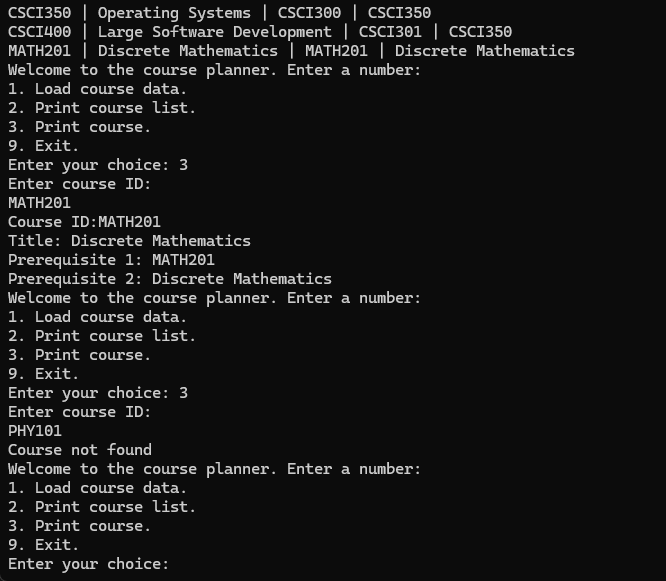 CSCI350 | Operating Systems | CSCI300 | CSCI350
CSCI400 | Large Software Development | CSCI301 | CSCI350
MATH201 | Discrete Mathematics | MATH201 | Discrete Mathematics
Welcome to the course planner. Enter a number:
1. Load course data.
2. Print course list.
3. Print course.
9. Exit.
Enter your choice: 3
Enter course ID:
MATH201
Course ID:MATH201
Title: Discrete Mathematics
Prerequisite 1: MATH201
Prerequisite 2: Discrete Mathematics
Welcome to the course planner. Enter a number:
1. Load course data.
2. Print course list.
3. Print course.
9. Exit.
Enter your choice: 3
Enter course ID:
PHY101
Course not found
Welcome to the course planner. Enter a number:
1. Load course data.
2. Print course list.
3. Print course.
9. Exit.
Enter your choice: